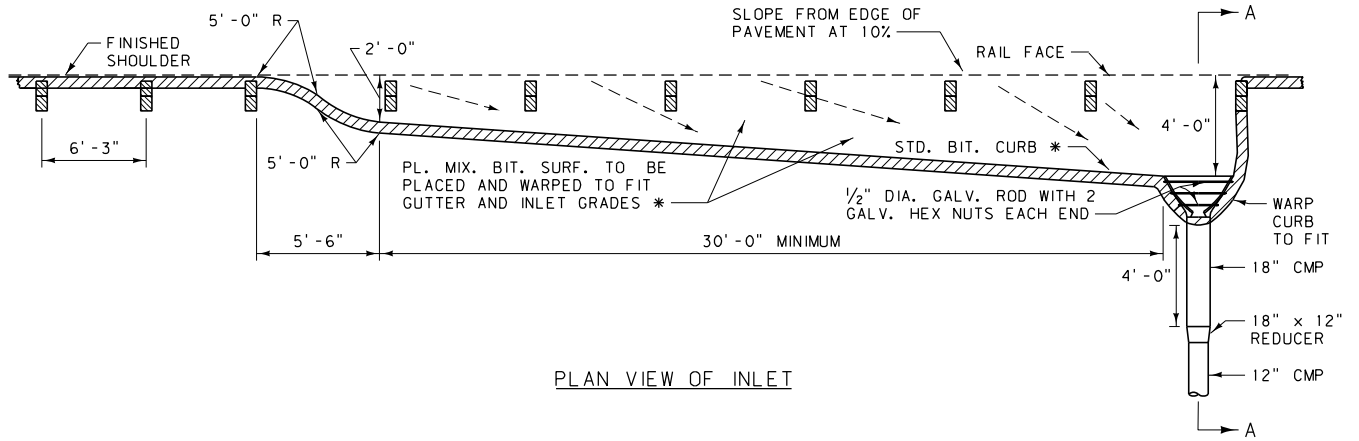 A
5'-0" R
SLOPE FROM EDGE OF
PAVEMENT AT 10%
FINISHED
SHOULDER
2'-0"
RAIL FACE
4'-0"
6'-3"
5'-0" R
STD. BIT. CURB *
PL. MIX. BIT. SURF. TO BE
PLACED AND WARPED TO FIT
GUTTER AND INLET GRADES *
1/2" DIA. GALV. ROD WITH 2
GALV. HEX NUTS EACH END
WARP
CURB
TO FIT
5'-6"
30'-0" MINIMUM
4'-0"
18" CMP
18" x 12"
REDUCER
12" CMP
PLAN VIEW OF INLET
A